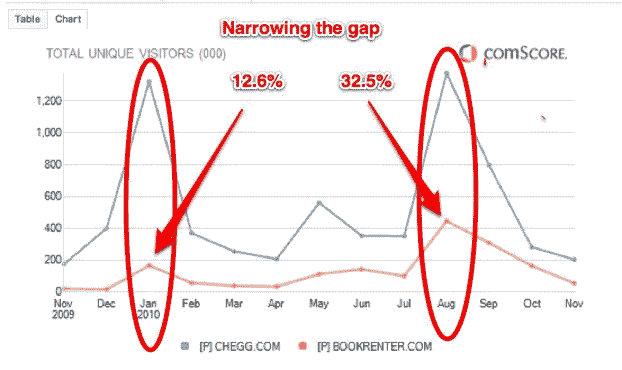 Table Chart
Narrowing the gap
TOTAL UNIQUE VISITORS (000)
comScore.
12.6% 32.5%
1,200
1,000
800
600
400
200
0
Nov Dec Jan Feb Mar Apr May Jun Jul Aug Sep Oct Nov
2009 2010
[P] CHEGG.COM [P] BOOKRENTER.COM